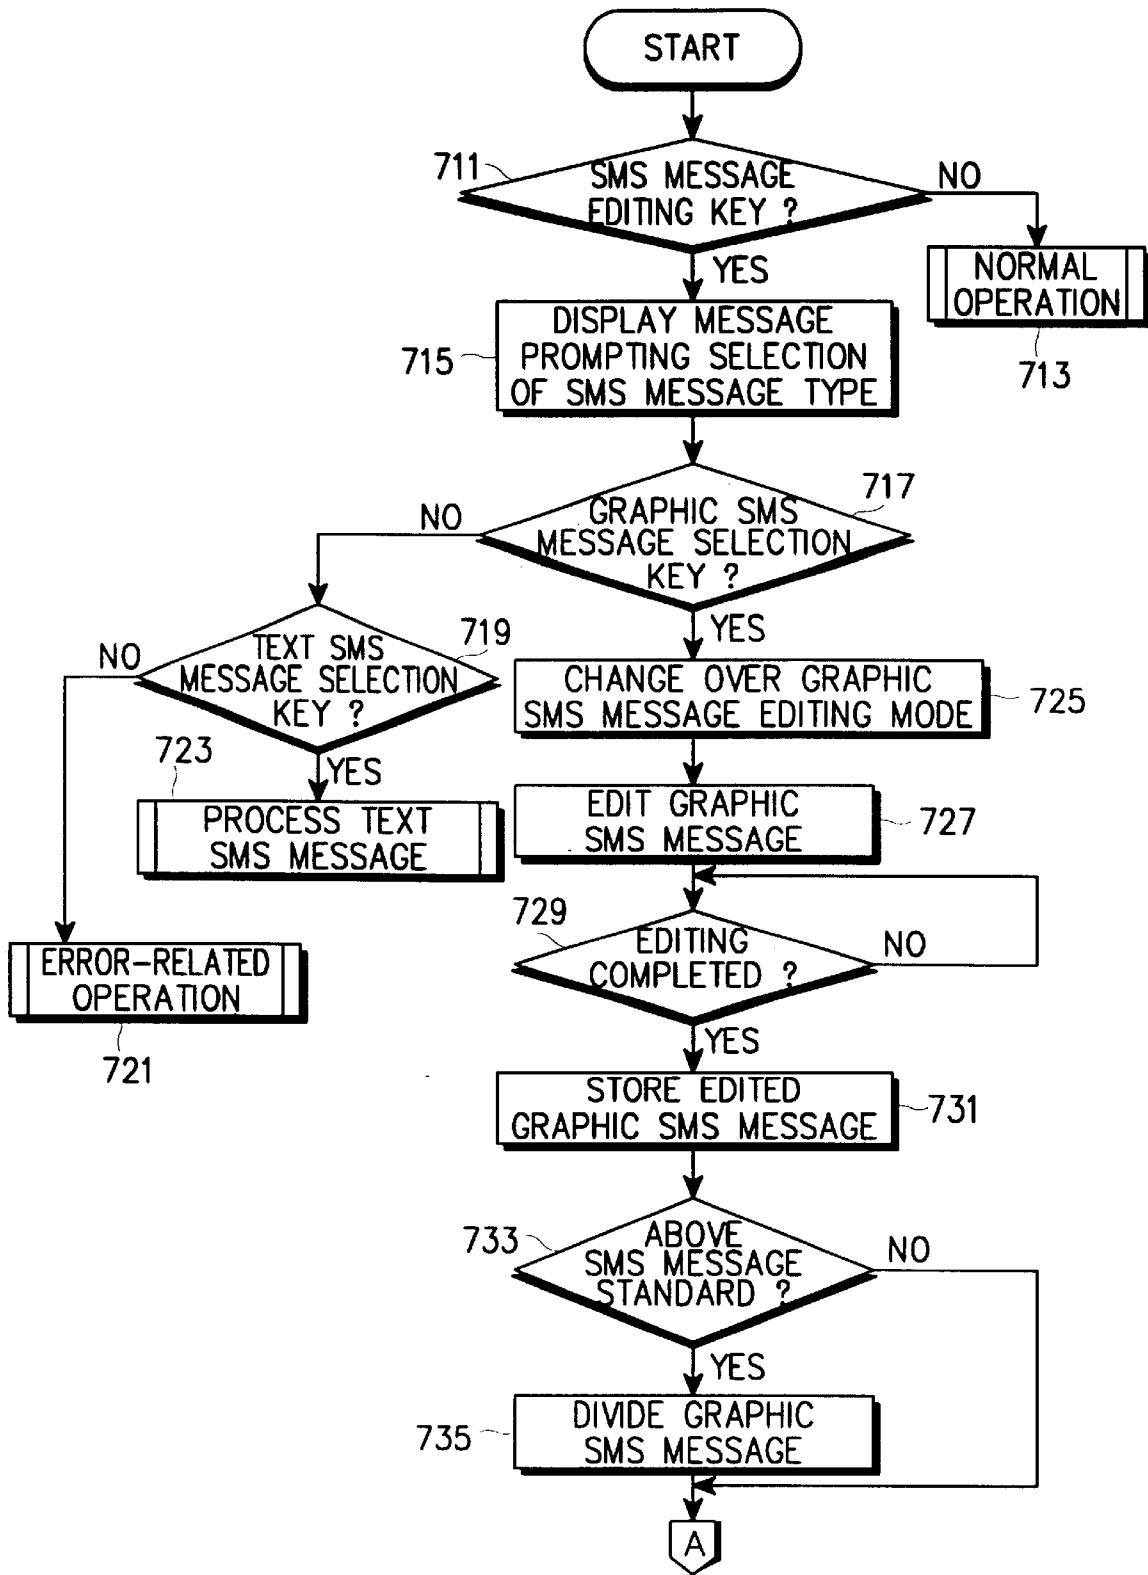 START
711
SMS MESSAGE
EDITING KEY ?
NO
YES
NORMAL
OPERATION
713
715
DISPLAY MESSAGE
PROMPTING SELECTION
OF SMS MESSAGE TYPE
717
GRAPHIC SMS
MESSAGE SELECTION
KEY ?
NO
YES
719
TEXT SMS
MESSAGE SELECTION
KEY ?
NO
YES
CHANGE OVER GRAPHIC
SMS MESSAGE EDITING MODE
725
723
PROCESS TEXT
SMS MESSAGE
EDIT GRAPHIC
SMS MESSAGE
727
729
EDITING
COMPLETED ?
NO
YES
ERROR-RELATED
OPERATION
721
STORE EDITED
GRAPHIC SMS MESSAGE
731
733
ABOVE
SMS MESSAGE
STANDARD ?
NO
YES
735
DIVIDE GRAPHIC
SMS MESSAGE
A